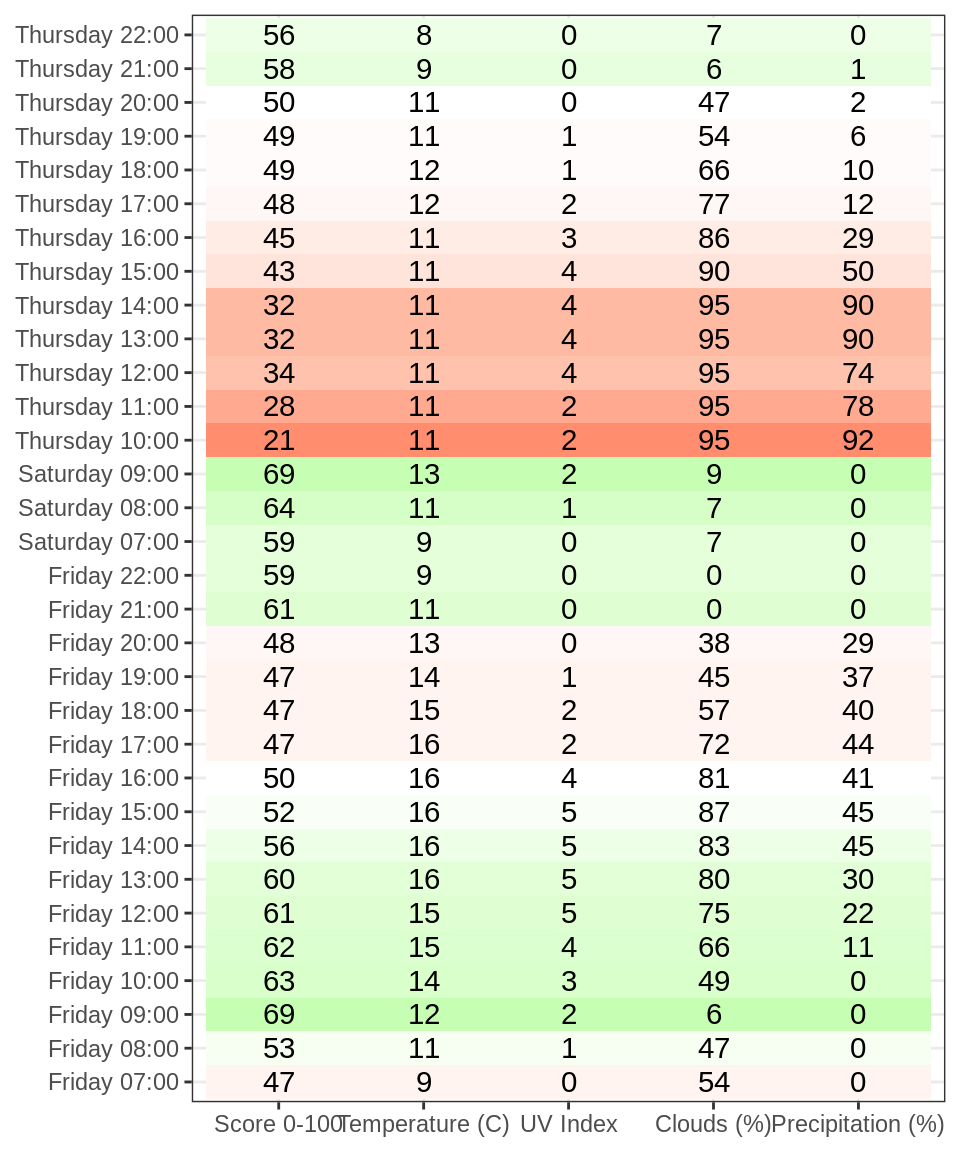 Thursday 22:00 56 8 0 7 0
Thursday 21:00 58 9 0 6 1
Thursday 20:00 50 11 0 47 2
Thursday 19:00 49 11 1 54 6
Thursday 18:00 49 12 1 66 10
Thursday 17:00 48 12 2 77 12
Thursday 16:00 45 11 3 86 29
Thursday 15:00 43 11 4 90 50
Thursday 14:00 32 11 4 95 90
Thursday 13:00 32 11 4 95 90
Thursday 12:00 34 11 4 95 74
Thursday 11:00 28 11 2 95 78
Thursday 10:00 21 11 2 95 92
Saturday 09:00 69 13 2 9 0
Saturday 08:00 64 11 1 7 0
Saturday 07:00 59 9 0 7 0
Friday 22:00 59 9 0 0 0
Friday 21:00 61 11 0 0 0
Friday 20:00 48 13 0 38 29
Friday 19:00 47 14 1 45 37
Friday 18:00 47 15 2 57 40
Friday 17:00 47 16 2 72 44
Friday 16:00 50 16 4 81 41
Friday 15:00 52 16 5 87 45
Friday 14:00 56 16 5 83 45
Friday 13:00 60 16 5 80 30
Friday 12:00 61 15 5 75 22
Friday 11:00 62 15 4 66 11
Friday 10:00 63 14 3 49 0
Friday 09:00 69 12 2 6 0
Friday 08:00 53 11 1 47 0
Friday 07:00 47 9 0 54 0
Score 0-100 Temperature (C) UV Index Clouds (%) Precipitation (%)